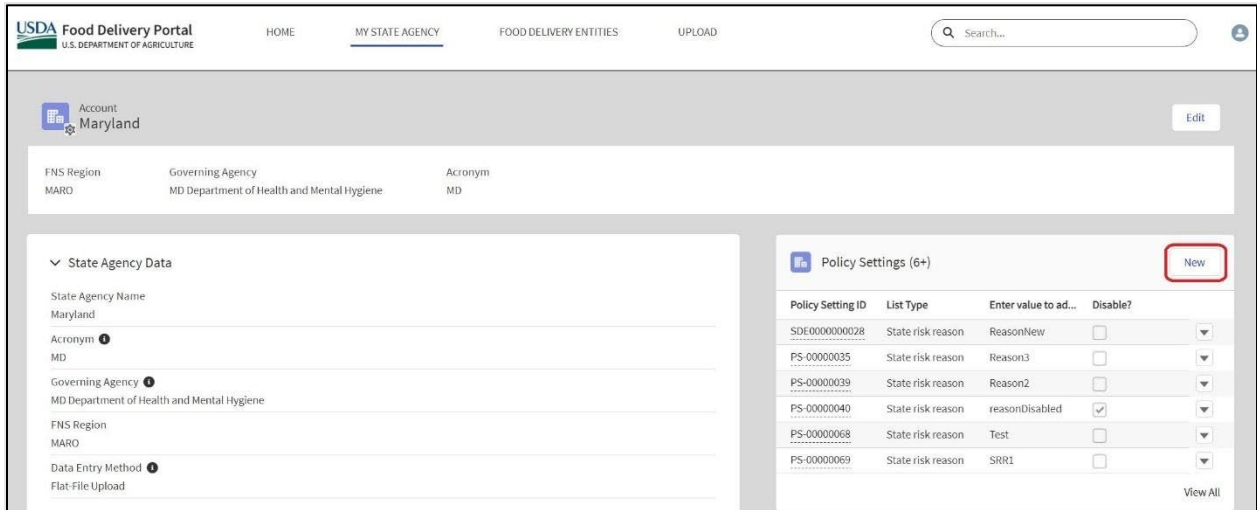 USDA Food Delivery Portal
U.S. DEPARTMENT OF AGRICULTURE
HOME MY STATE AGENCY FOOD DELIVERY ENTITIES UPLOAD
Search...
Account
Maryland
Edit
FNS Region Governing Agency Acronym
MARO MD Department of Health and Mental Hygiene MD
State Agency Data
State Agency Name
Maryland
Acronym
MD
Governing Agency
MD Department of Health and Mental Hygiene
FNS Region
MARO
Data Entry Method
Flat-File Upload
Policy Settings (6+)
New
Policy Setting ID List Type Enter value to ad... Disable?
SDE0000000028 State risk reason ReasonNew
PS-00000035 State risk reason Reason3
PS-00000039 State risk reason Reason2
PS-00000040 State risk reason reasonDisabled
PS-00000068 State risk reason Test
PS-00000069 State risk reason SRR1
View All